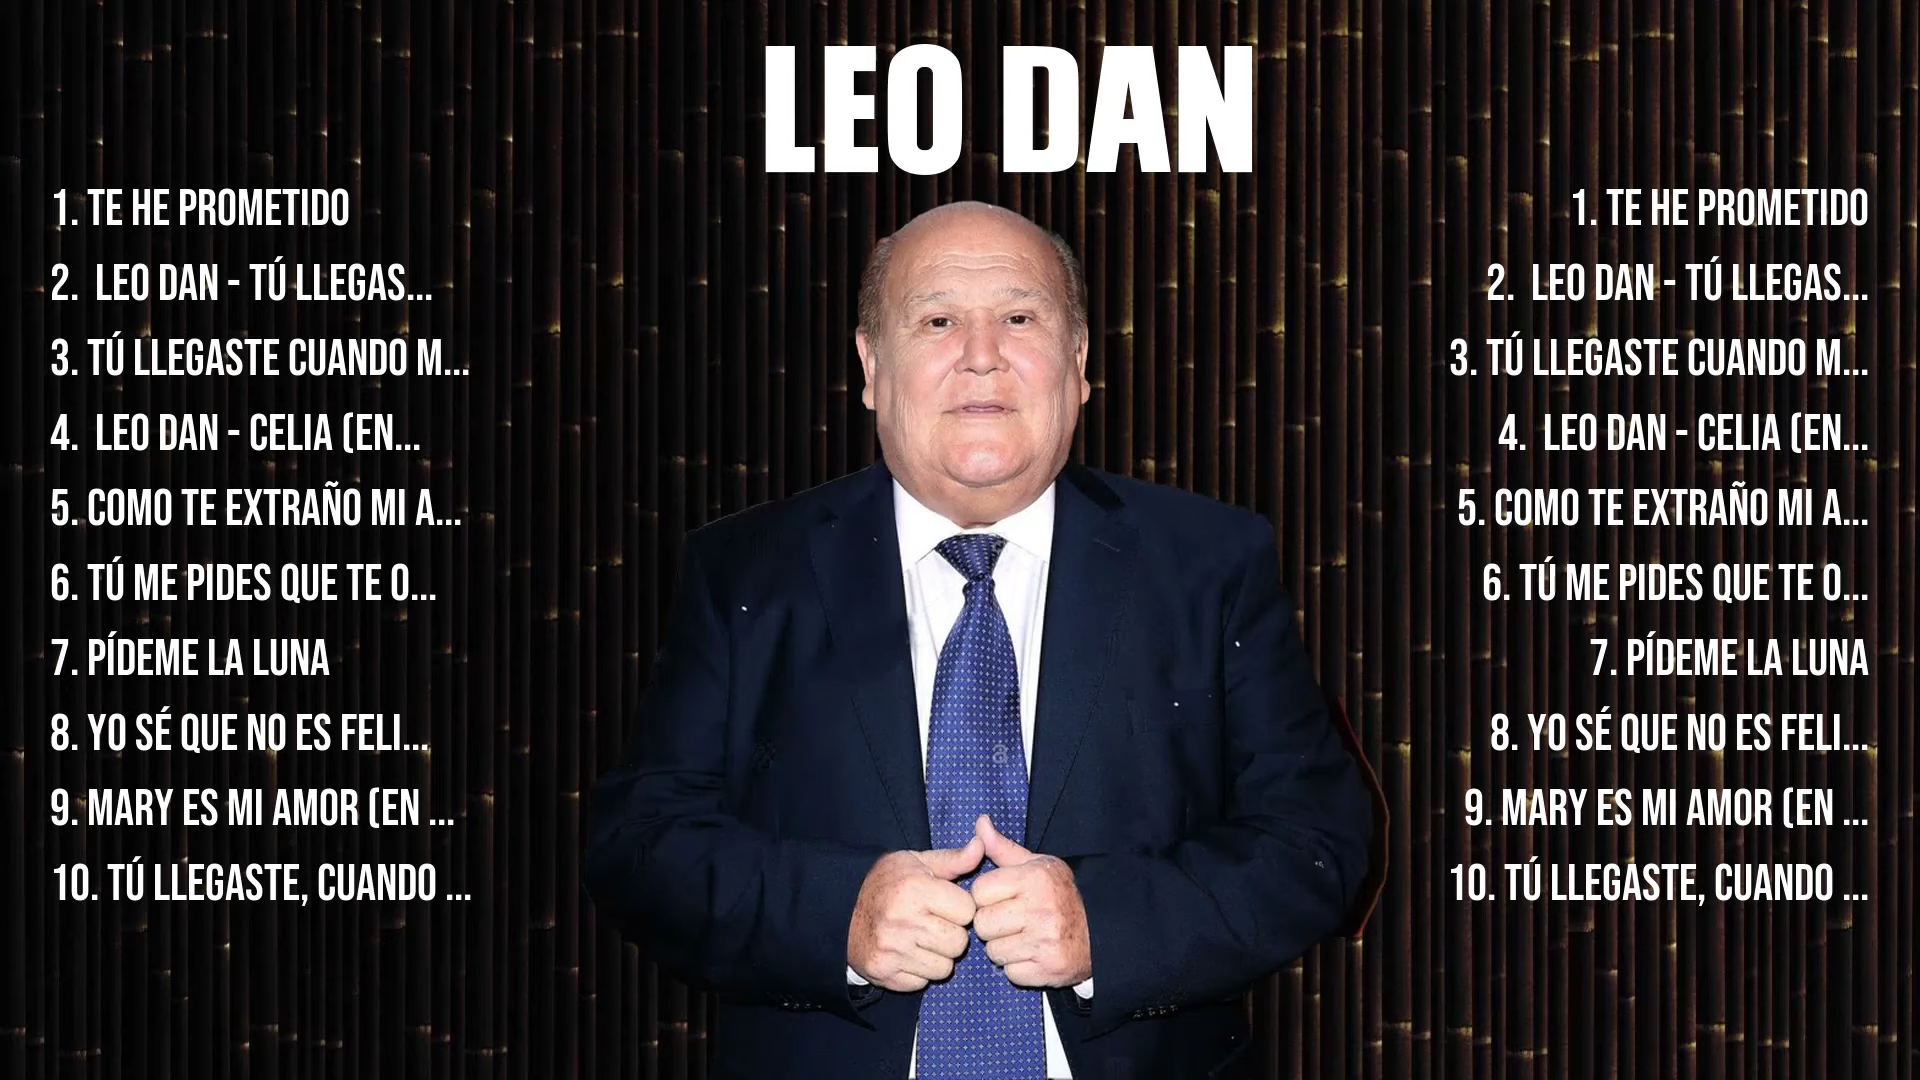 LEO DAN
1. TE HE PROMETIDO
2. LEO DAN - TÚ LLEGAS...
3. TÚ LLEGASTE CUANDO M...
4. LEO DAN - CELIA (EN...
5. COMO TE EXTRAÑO MI A...
6. TÚ ME PIDES QUE TE O...
7. PÍDEME LA LUNA
8. YO SÉ QUE NO ES FELI...
9. MARY ES MI AMOR (EN ...
10. TÚ LLEGASTE, CUANDO ...
1. TE HE PROMETIDO
2. LEO DAN - TÚ LLEGAS...
3. TÚ LLEGASTE CUANDO M...
4. LEO DAN - CELIA (EN...
5. COMO TE EXTRAÑO MI A...
6. TÚ ME PIDES QUE TE O...
7. PÍDEME LA LUNA
8. YO SÉ QUE NO ES FELI...
9. MARY ES MI AMOR (EN ...
10. TÚ LLEGASTE, CUANDO ...
a